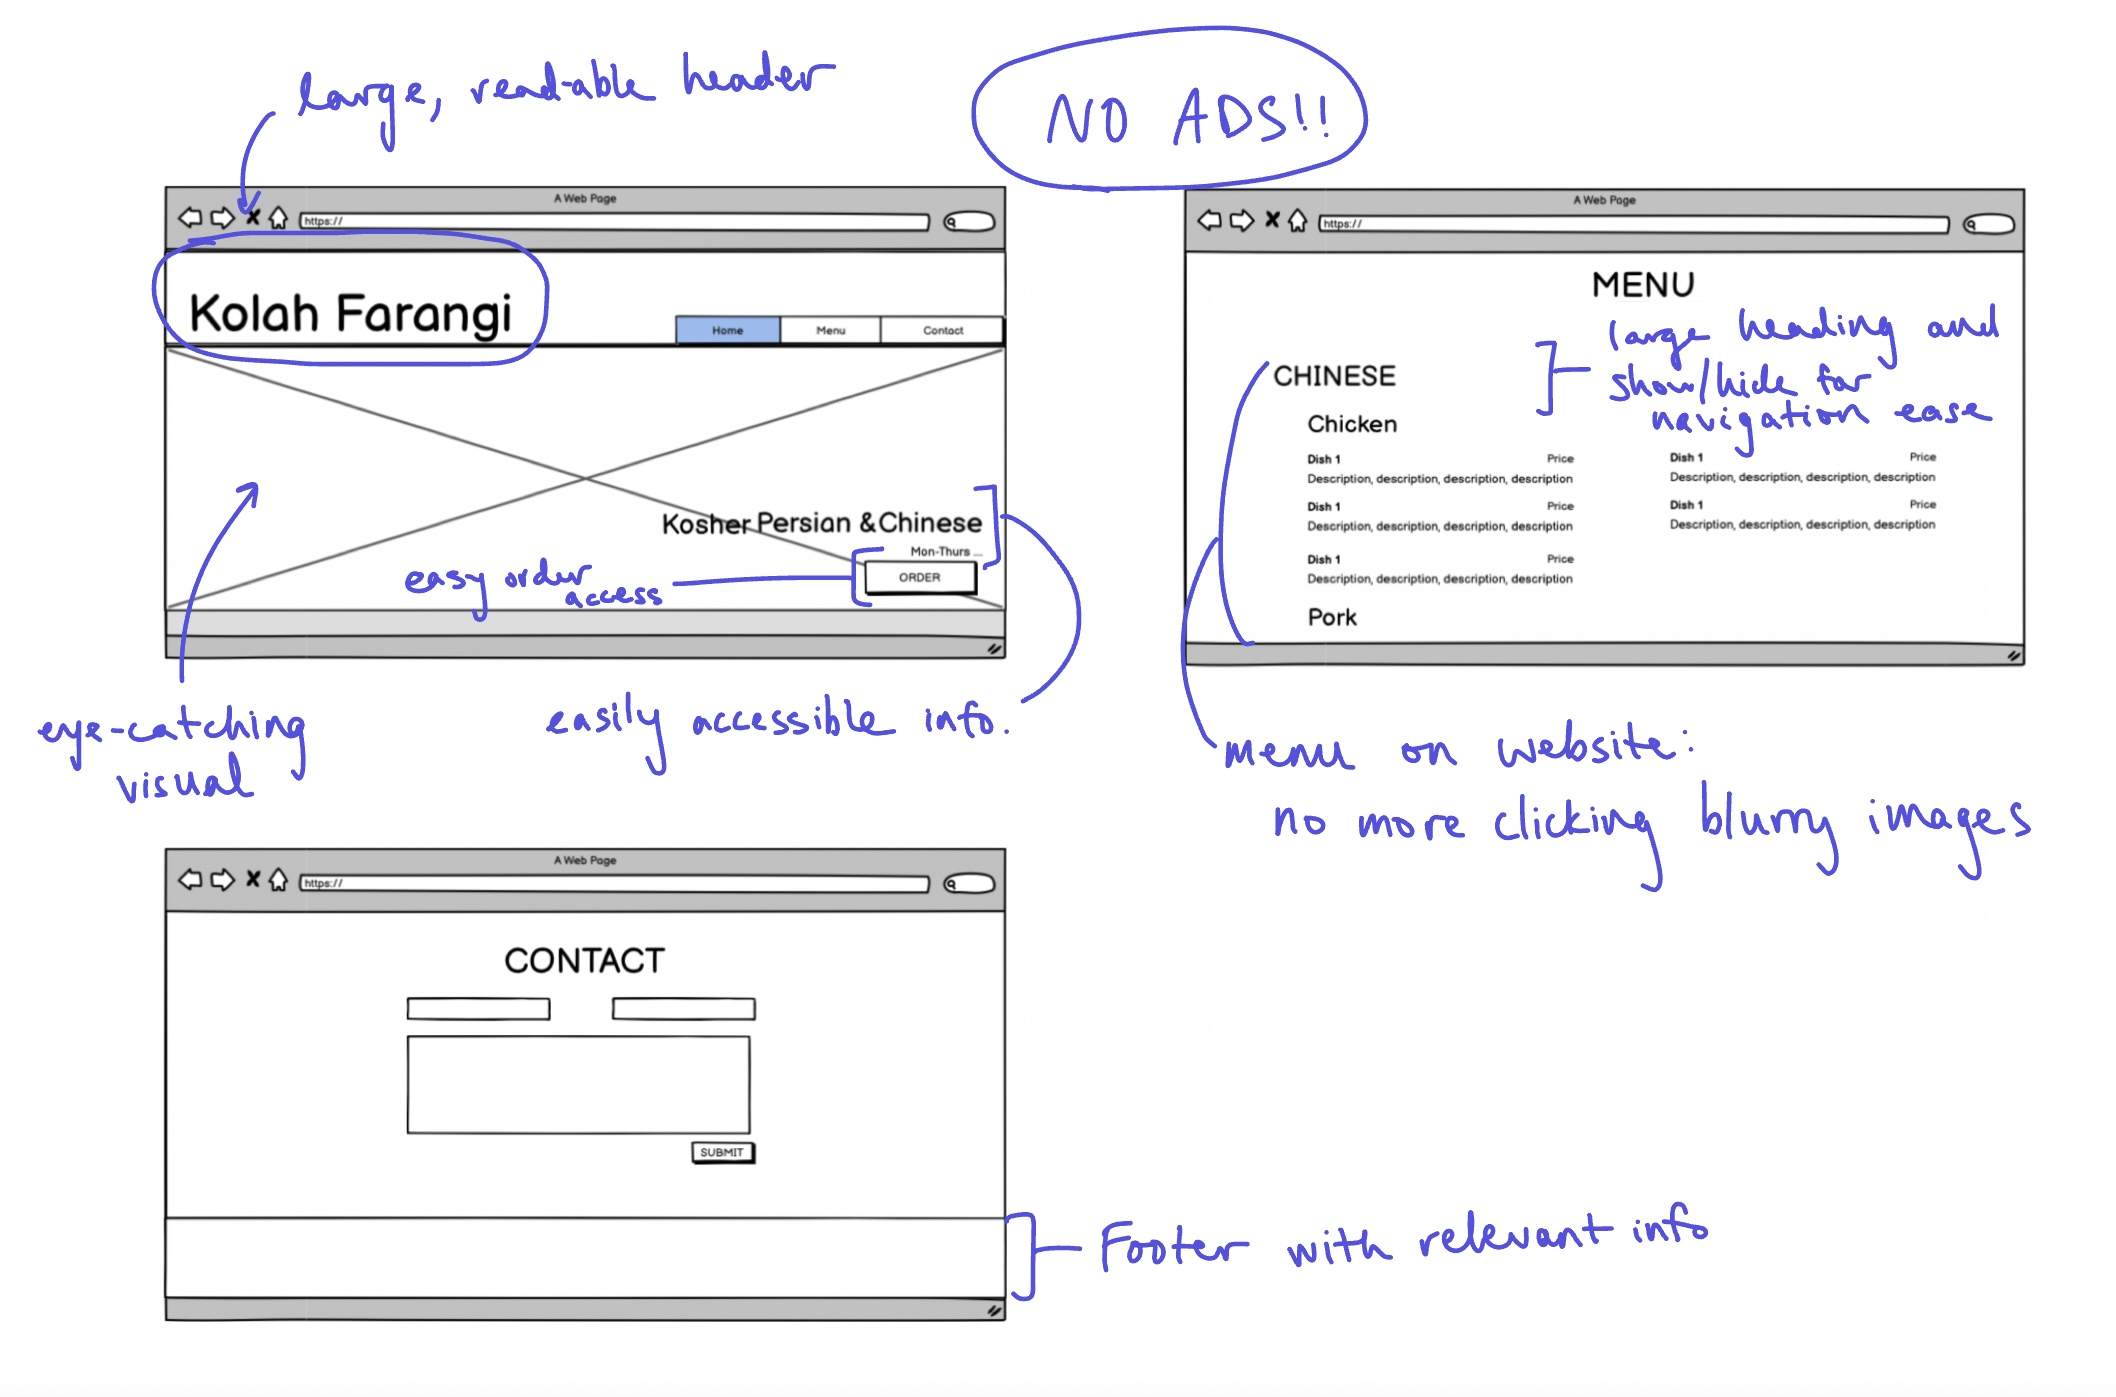 large, read-able header
NO ADS!!
A Web Page
https://
Kolah Farangi
Home Menu Contact
Kosher Persian & Chinese
Mon-Thurs ...
ORDER
easy order
access
eye-catching
visual
easily accessible info.
A Web Page
https://
MENU
large heading and
show/hide for
navigation ease
CHINESE
Chicken
Dish 1 Price Dish 1 Price
Description, description, description, description Description, description, description, description
Dish 1 Price Dish 1 Price
Description, description, description, description Description, description, description, description
Dish 1 Price
Description, description, description, description
Pork
menu on website:
no more clicking blurry images
A Web Page
https://
CONTACT
SUBMIT
Footer with relevant info